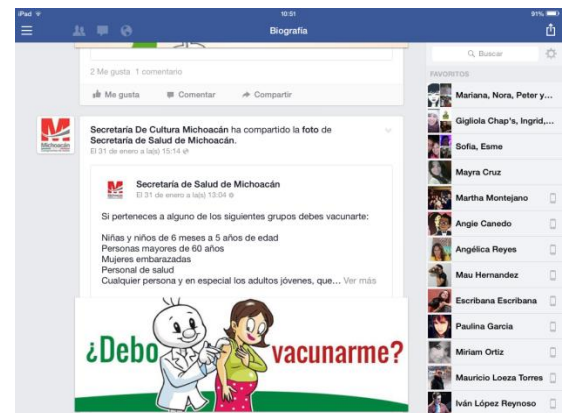 iPad
10:51
91%
Biografía
2 Me gusta 1 comentario
Me gusta Comentar Compartir
Michoacán
Secretaría De Cultura Michoacán ha compartido la foto de
Secretaría de Salud de Michoacán.
El 31 de enero a la(s) 15:14
Secretaría de Salud de Michoacán
El 31 de enero a la(s) 13:04
Si perteneces a alguno de los siguientes grupos debes vacunarte:
Niñas y niños de 6 meses a 5 años de edad
Personas mayores de 60 años
Mujeres embarazadas
Personal de salud
Cualquier persona y en especial los adultos jóvenes, que… Ver más
¿Debo vacunarme?
Buscar
FAVORITOS
Mariana, Nora, Peter y...
Gigliola Chap's, Ingrid,...
Sofia, Esme
Mayra Cruz
Martha Montejano
Angie Canedo
Angélica Reyes
Mau Hernandez
Escribana Escribana
Paulina Garcia
Miriam Ortiz
Mauricio Loeza Torres
Iván López Reynoso